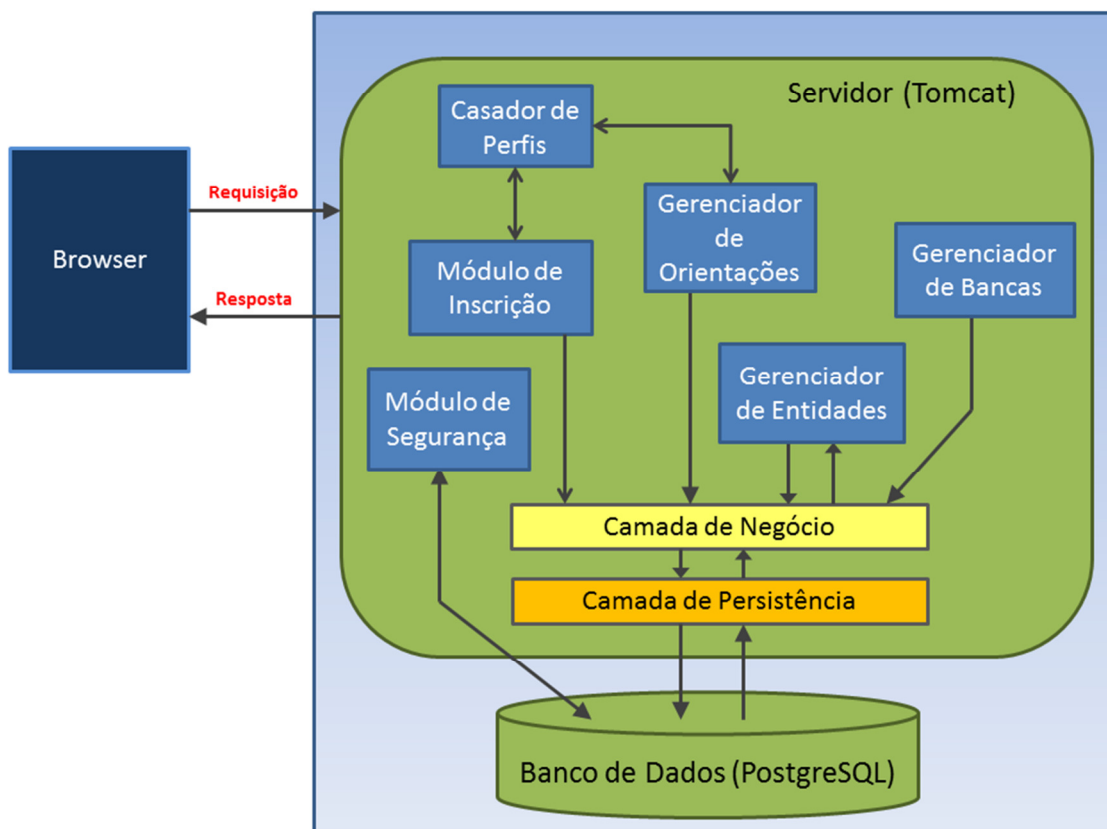 Servidor (Tomcat)
Casador de
Perfis
Requisição
Browser
Resposta
Gerenciador
de
Orientações
Módulo de
Inscrição
Gerenciador
de Bancas
Módulo de
Segurança
Gerenciador
de Entidades
Camada de Negócio
Camada de Persistência
Banco de Dados (PostgreSQL)